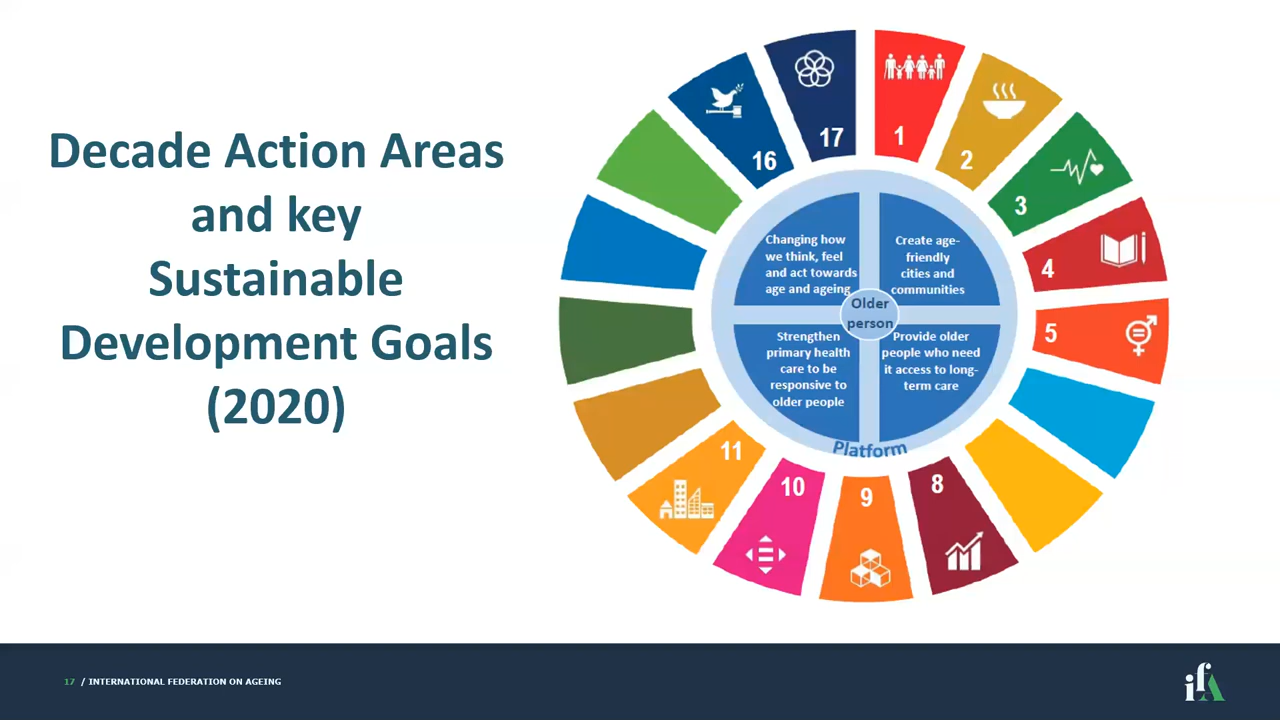 Decade Action Areas
and key
Sustainable
Development Goals
(2020)
17
16
1
2
3
4
5
8
9
10
11
Changing how
we think, feel
and act towards
age and ageing
Create age-
friendly
cities and
communities
Older
person
Strengthen
primary health
care to be
responsive to
older people
Provide older
people who need
it access to long-
term care
Platform
17 / INTERNATIONAL FEDERATION ON AGEING
ifA